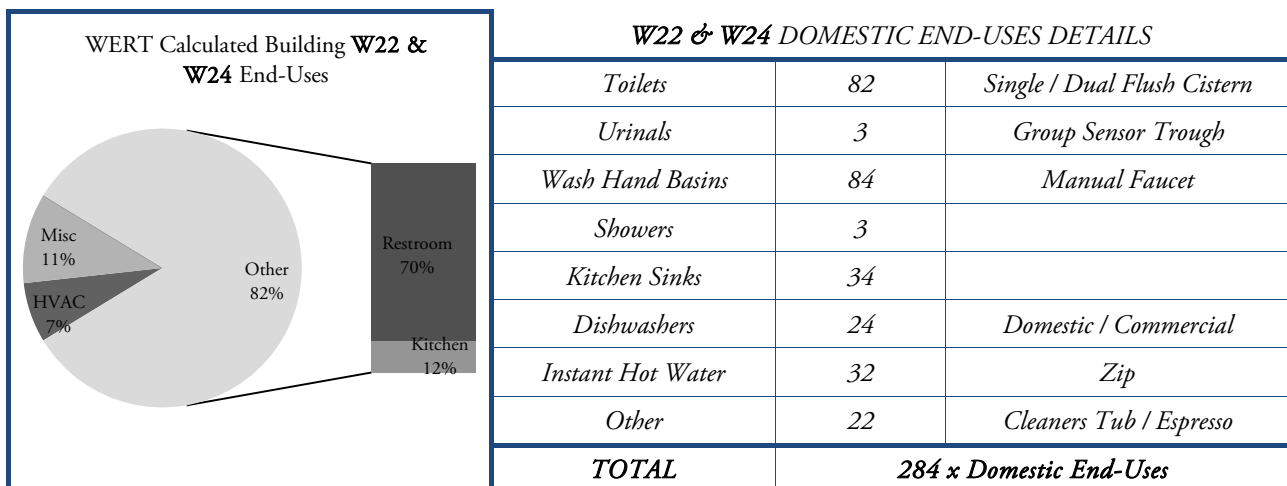 WERT Calculated Building W22 &
W24 End-Uses
Misc
11%
HVAC
7%
Other
82%
Restroom
70%
Kitchen
12%
W22 & W24 DOMESTIC END-USES DETAILS
Toilets 82 Single / Dual Flush Cistern
Urinals 3 Group Sensor Trough
Wash Hand Basins 84 Manual Faucet
Showers 3
Kitchen Sinks 34
Dishwashers 24 Domestic / Commercial
Instant Hot Water 32 Zip
Other 22 Cleaners Tub / Espresso
TOTAL 284 x Domestic End-Uses